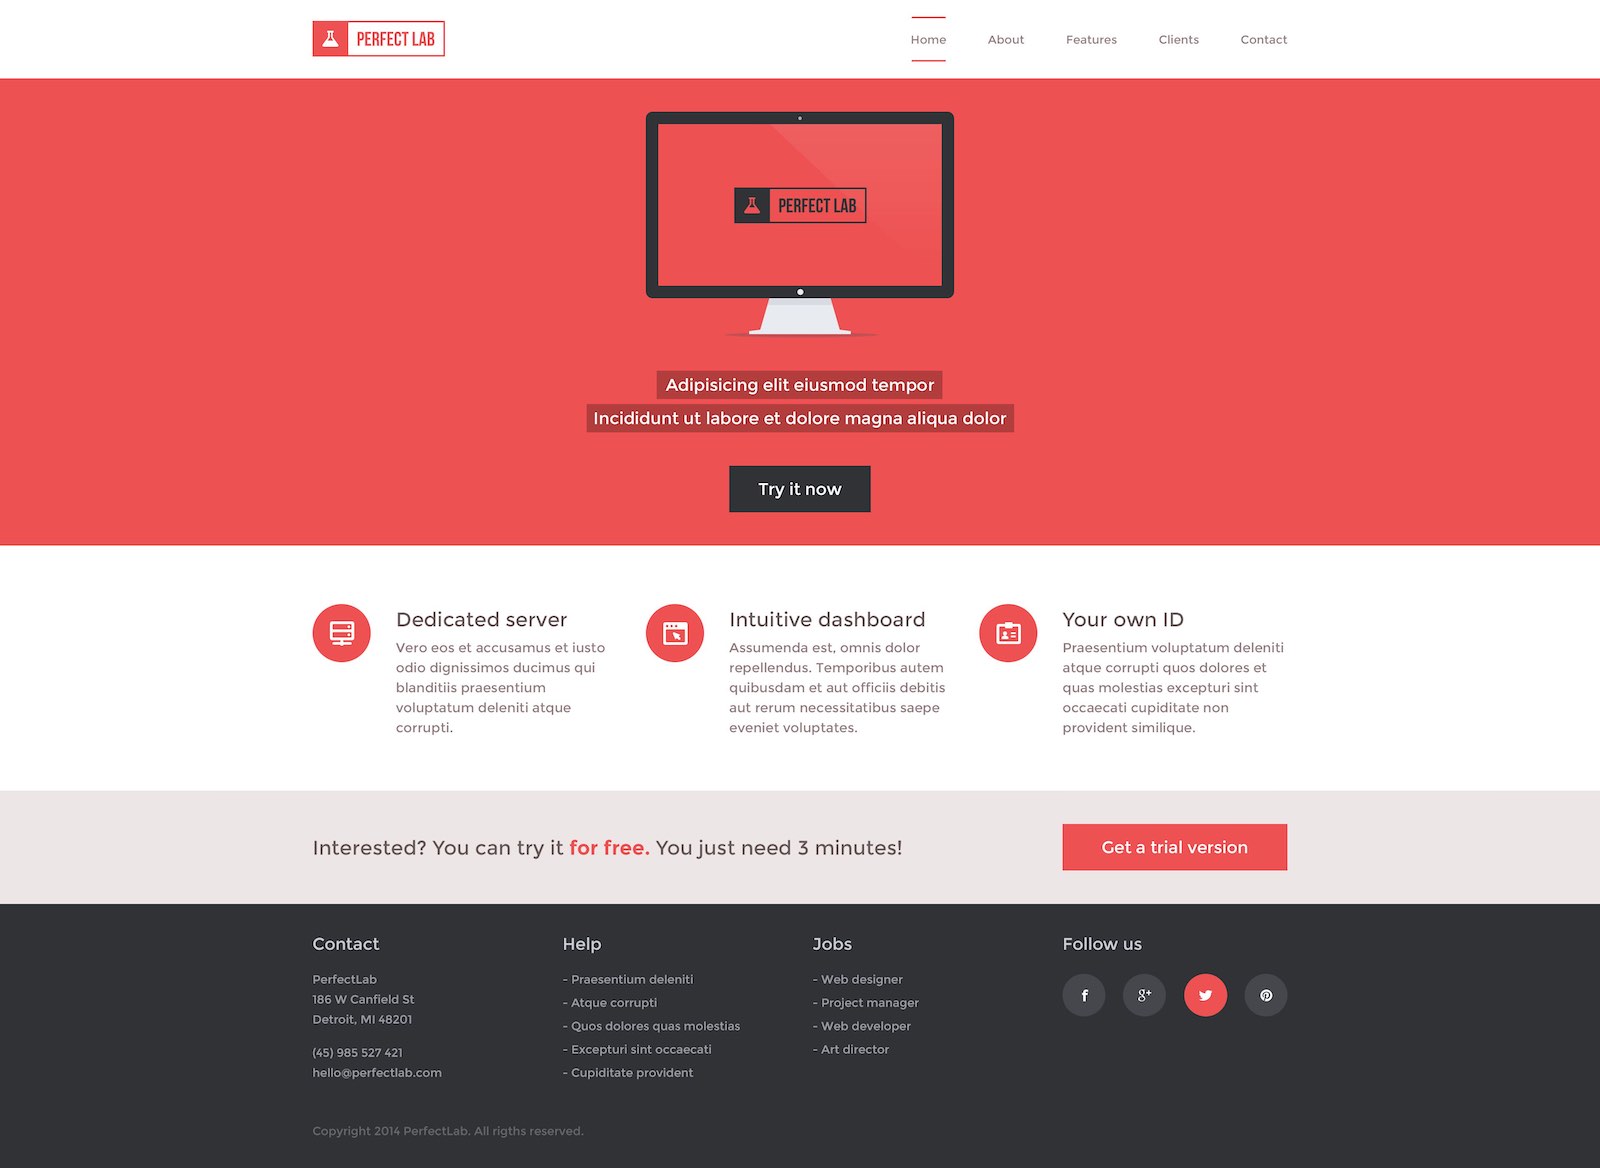 PERFECT LAB
Home About Features Clients Contact
PERFECT LAB
Adipisicing elit eiusmod tempor
Incididunt ut labore et dolore magna aliqua dolor
Try it now
Dedicated server
Vero eos et accusamus et iusto
odio dignissimos ducimus qui
blanditiis praesentium
voluptatum deleniti atque
corrupti.
Intuitive dashboard
Assumenda est, omnis dolor
repellendus. Temporibus autem
quibusdam et aut officiis debitis
aut rerum necessitatibus saepe
eveniet voluptates.
Your own ID
Praesentium voluptatum deleniti
atque corrupti quos dolores et
quas molestias excepturi sint
occaecati cupiditate non
provident similique.
Interested? You can try it for free. You just need 3 minutes!
Get a trial version
Contact
PerfectLab
186 W Canfield St
Detroit, MI 48201
(45) 985 527 421
hello@perfectlab.com
Help
- Praesentium deleniti
- Atque corrupti
- Quos dolores quas molestias
- Excepturi sint occaecati
- Cupiditate provident
Jobs
- Web designer
- Project manager
- Web developer
- Art director
Follow us
f g+
Copyright 2014 PerfectLab. All rigths reserved.